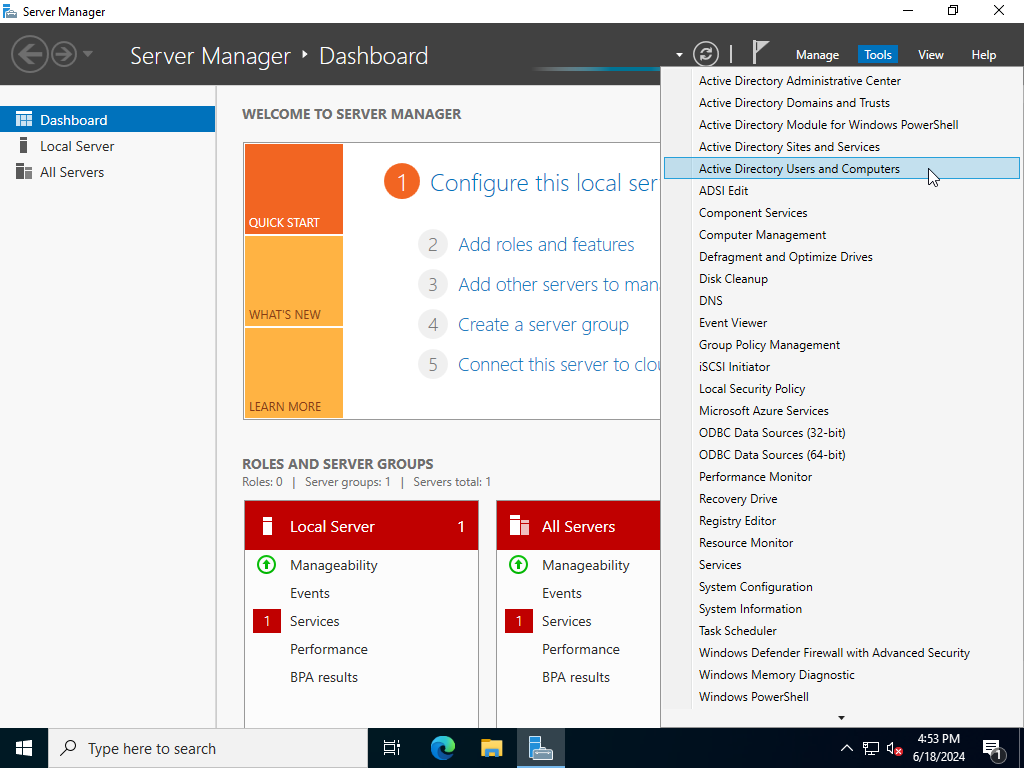 Server Manager
Server Manager ‣ Dashboard
Manage Tools View Help
Dashboard
Local Server
All Servers
WELCOME TO SERVER MANAGER
QUICK START
WHAT'S NEW
LEARN MORE
1 Configure this local ser
2 Add roles and features
3 Add other servers to man
4 Create a server group
5 Connect this server to clou
ROLES AND SERVER GROUPS
Roles: 0 | Server groups: 1 | Servers total: 1
Local Server 1
Manageability
Events
1 Services
Performance
BPA results
All Servers
Manageability
Events
1 Services
Performance
BPA results
Active Directory Administrative Center
Active Directory Domains and Trusts
Active Directory Module for Windows PowerShell
Active Directory Sites and Services
Active Directory Users and Computers
ADSI Edit
Component Services
Computer Management
Defragment and Optimize Drives
Disk Cleanup
DNS
Event Viewer
Group Policy Management
iSCSI Initiator
Local Security Policy
Microsoft Azure Services
ODBC Data Sources (32-bit)
ODBC Data Sources (64-bit)
Performance Monitor
Recovery Drive
Registry Editor
Resource Monitor
Services
System Configuration
System Information
Task Scheduler
Windows Defender Firewall with Advanced Security
Windows Memory Diagnostic
Windows PowerShell
Type here to search
4:53 PM
6/18/2024
1